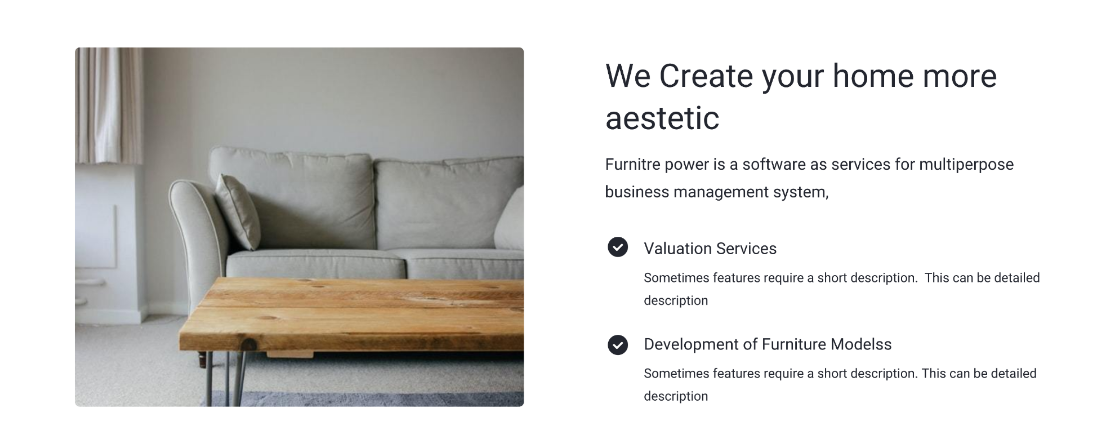 We Create your home more
aestetic
Furnitre power is a software as services for multiperpose
business management system,
Valuation Services
Sometimes features require a short description.  This can be detailed
description
Development of Furniture Modelss
Sometimes features require a short description. This can be detailed
description